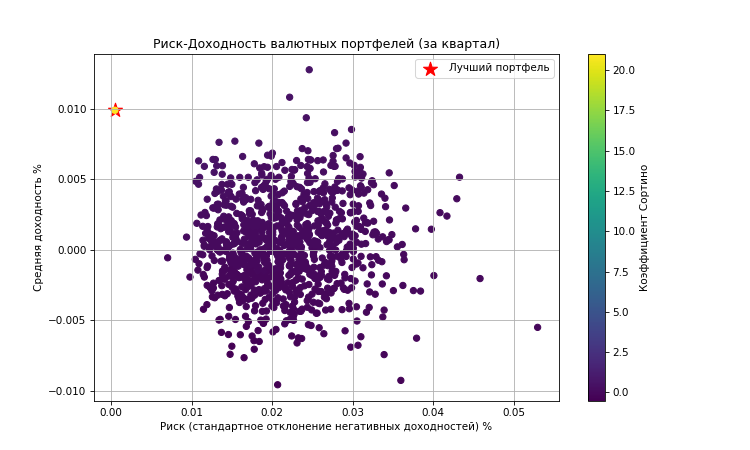 Риск-Доходность валютных портфелей (за квартал)
Лучший портфель
Средняя доходность %
0.010
0.005
0.000
−0.005
−0.010
0.00 0.01 0.02 0.03 0.04 0.05
Риск (стандартное отклонение негативных доходностей) %
20.0
17.5
15.0
12.5
10.0
7.5
5.0
2.5
0.0
Коэффициент Сортино